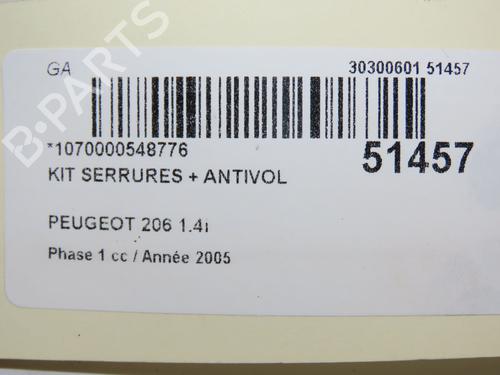 GA
30300601 51457
*1070000548776
51457
KIT SERRURES + ANTIVOL
PEUGEOT 206 1.4i
Phase 1 cc / Année 2005
B-PARTS